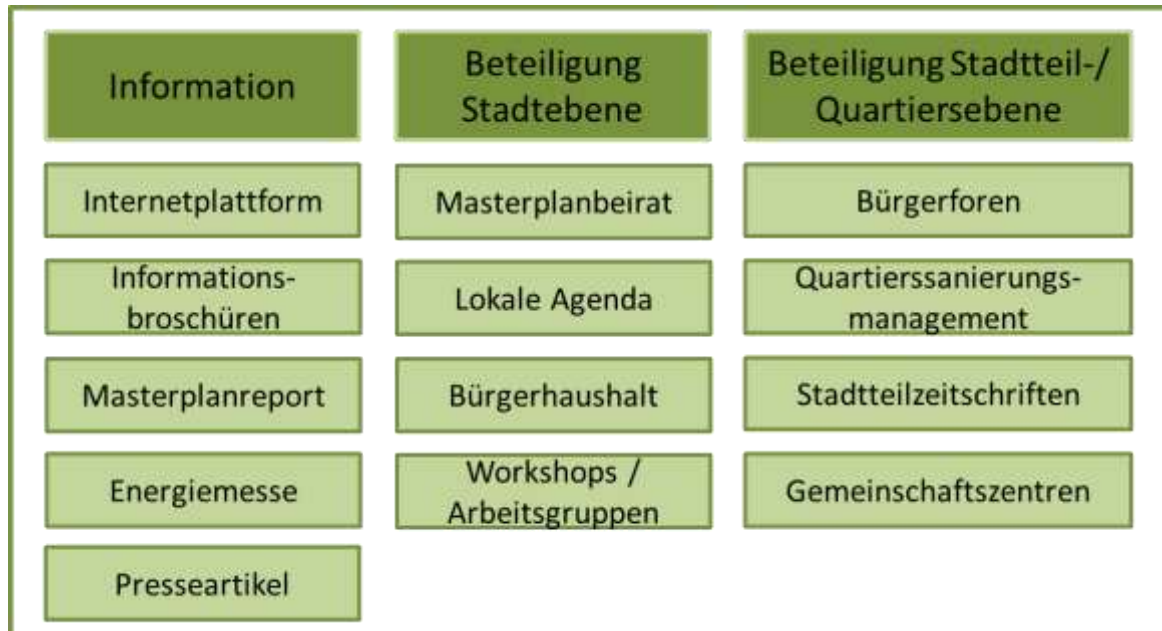 Information
Beteiligung
Stadtebene
Beteiligung Stadtteil-/
Quartiersebene
Internetplattform
Masterplanbeirat
Bürgerforen
Informations-
broschüren
Lokale Agenda
Quartierssanierungs-
management
Masterplanreport
Bürgerhaushalt
Stadtteilzeitschriften
Energiemesse
Workshops /
Arbeitsgruppen
Gemeinschaftszentren
Presseartikel